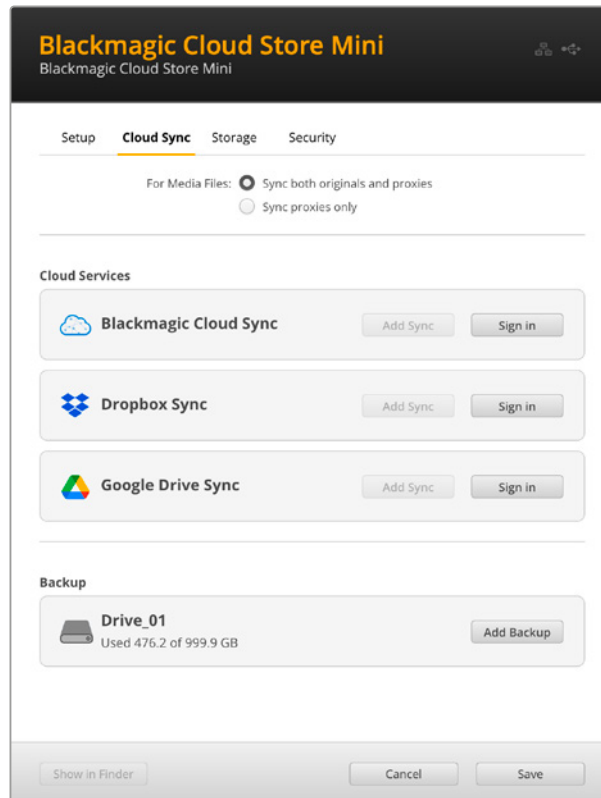 Blackmagic Cloud Store Mini
Blackmagic Cloud Store Mini
Setup Cloud Sync Storage Security
For Media Files: Sync both originals and proxies
Sync proxies only
Cloud Services
Blackmagic Cloud Sync Add Sync Sign in
Dropbox Sync Add Sync Sign in
Google Drive Sync Add Sync Sign in
Backup
Drive_01
Used 476.2 of 999.9 GB
Add Backup
Show in Finder Cancel Save